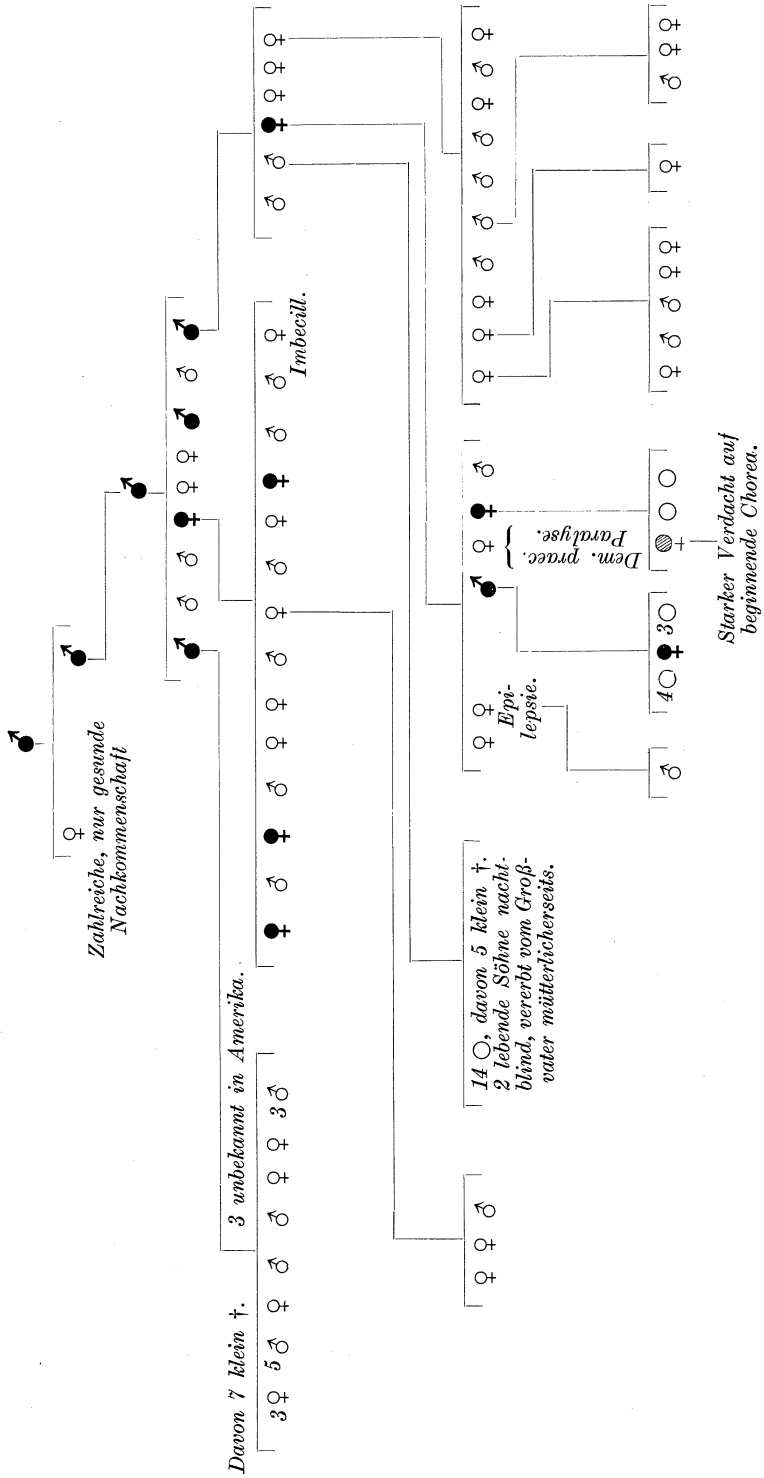 Zahlreiche, nur gesunde
Nachkommenschaft
Davon 7 klein †.
3 unbekannt in Amerika.
3 ♀ 5 ♂ ♀ ♂ ♂ ♀ ♀ 3 ♂
Imbecill.
14 ○, davon 5 klein †.
2 lebende Söhne nacht-
blind, vererbt vom Groß-
vater mütterlicherseits.
Epi-
lepsie.
Dem. praec.
Paralyse.
4 ○
3 ○
Starker Verdacht auf
beginnende Chorea.